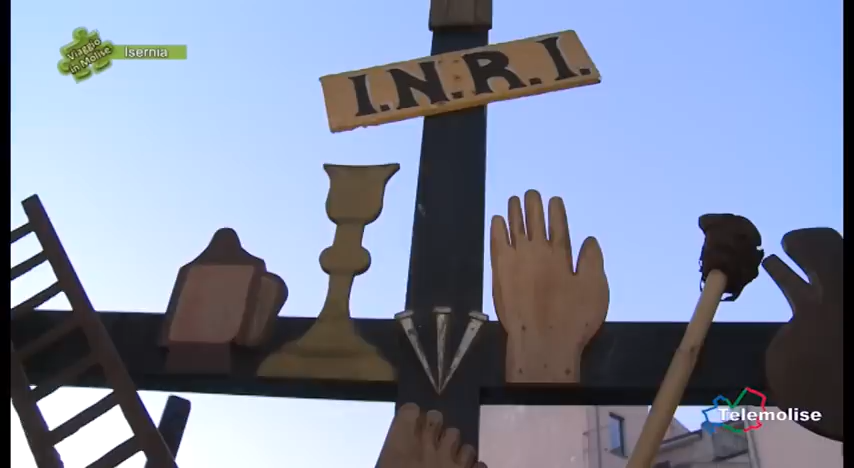 Viaggio
in Molise
Isernia
I.N.R.I.
Telemolise